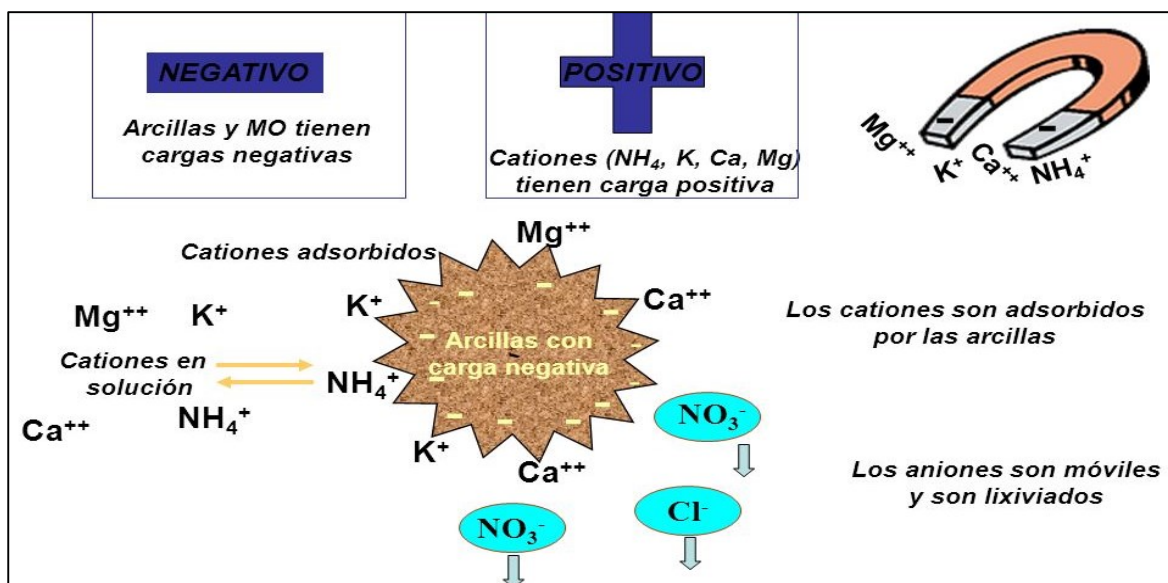 NEGATIVO
Arcillas y MO tienen
cargas negativas
POSITIVO
Cationes (NH₄, K, Ca, Mg)
tienen carga positiva
Mg⁺⁺
K⁺
Ca⁺⁺
NH₄⁺
Cationes adsorbidos
Mg⁺⁺
K⁺
Ca⁺⁺
Mg⁺⁺
K⁺
Arcillas con
carga negativa
Cationes en
solución
NH₄⁺
Ca⁺⁺
NH₄⁺
K⁺
Ca⁺⁺
Los cationes son adsorbidos
por las arcillas
NO₃⁻
Cl⁻
NO₃⁻
Los aniones son móviles
y son lixiviados